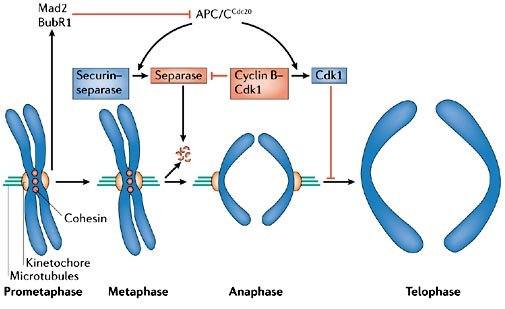 Mad2
BubR1
APC/C^Cdc20
Securin–
separase
Separase
Cyclin B–
Cdk1
Cdk1
Cohesin
Kinetochore
Microtubules
Prometaphase
Metaphase
Anaphase
Telophase